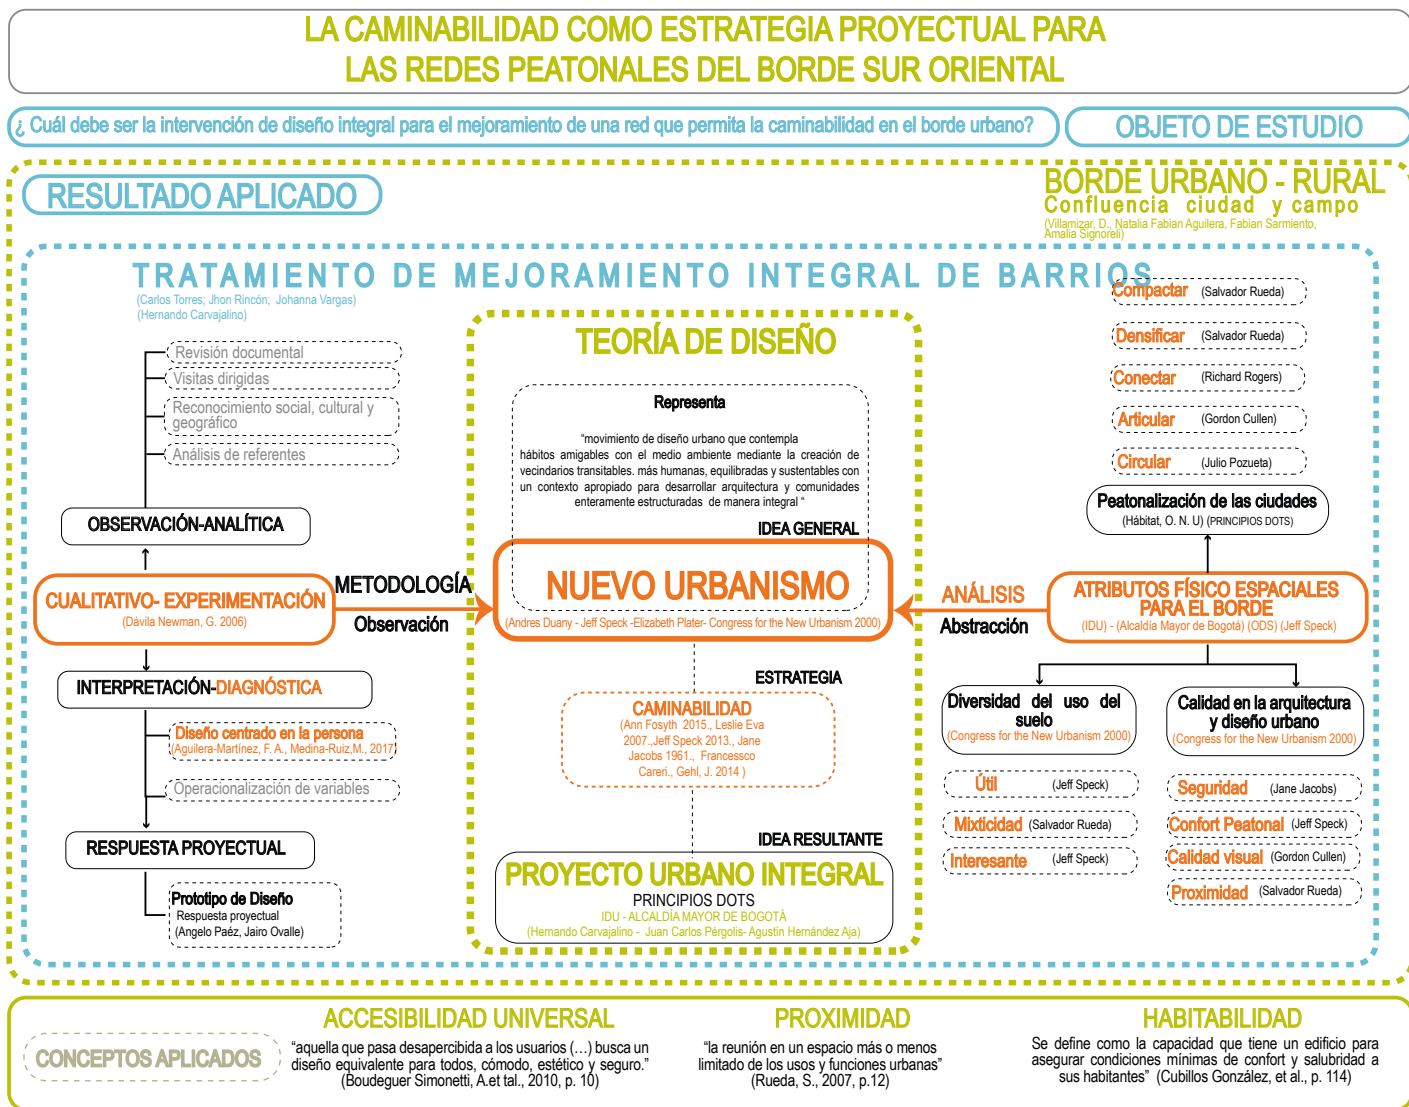 LA CAMINABILIDAD COMO ESTRATEGIA PROYECTUAL PARA
LAS REDES PEATONALES DEL BORDE SUR ORIENTAL
¿ Cuál debe ser la intervención de diseño integral para el mejoramiento de una red que permita la caminabilidad en el borde urbano?
OBJETO DE ESTUDIO
RESULTADO APLICADO
BORDE URBANO - RURAL
Confluencia ciudad y campo
(Villamizar, D., Natalia Fabian Aguilera, Fabian Sarmiento,
Amalia Signoreli)
TRATAMIENTO DE MEJORAMIENTO INTEGRAL DE BARRIOS
(Carlos Torres; Jhon Rincón; Johanna Vargas)
(Hernando Carvajalino)
Revisión documental
Visitas dirigidas
Reconocimiento social, cultural y
geográfico
Análisis de referentes
OBSERVACIÓN-ANALÍTICA
CUALITATIVO- EXPERIMENTACIÓN
(Dávila Newman, G. 2006)
METODOLOGÍA
Observación
INTERPRETACIÓN-DIAGNÓSTICA
Diseño centrado en la persona
(Aguilera-Martínez, F. A., Medina-Ruiz,M., 2017)
Operacionalización de variables
RESPUESTA PROYECTUAL
Prototipo de Diseño
Respuesta proyectual
(Angelo Paéz, Jairo Ovalle)
TEORÍA DE DISEÑO
Representa
“movimiento de diseño urbano que contempla
hábitos amigables con el medio ambiente mediante la creación de
vecindarios transitables. más humanas, equilibradas y sustentables con
un contexto apropiado para desarrollar arquitectura y comunidades
enteramente estructuradas de manera integral “
IDEA GENERAL
NUEVO URBANISMO
(Andres Duany - Jeff Speck -Elizabeth Plater- Congress for the New Urbanism 2000)
ESTRATEGIA
CAMINABILIDAD
(Ann Fosyth 2015., Leslie Eva
2007.,Jeff Speck 2013., Jane
Jacobs 1961., Francessco
Careri., Gehl, J. 2014 )
IDEA RESULTANTE
PROYECTO URBANO INTEGRAL
PRINCIPIOS DOTS
IDU - ALCALDÍA MAYOR DE BOGOTÁ
(Hernando Carvajalino - Juan Carlos Pérgolis- Agustín Hernández Aja)
Compactar (Salvador Rueda)
Densificar (Salvador Rueda)
Conectar (Richard Rogers)
Articular (Gordon Cullen)
Circular (Julio Pozueta)
Peatonalización de las ciudades
(Hábitat, O. N. U) (PRINCIPIOS DOTS)
ANÁLISIS
Abstracción
ATRIBUTOS FÍSICO ESPACIALES
PARA EL BORDE
(IDU) - (Alcaldía Mayor de Bogotá) (ODS) (Jeff Speck)
Diversidad del uso del
suelo
(Congress for the New Urbanism 2000)
Útil (Jeff Speck)
Mixticidad (Salvador Rueda)
Interesante (Jeff Speck)
Calidad en la arquitectura
y diseño urbano
(Congress for the New Urbanism 2000)
Seguridad (Jane Jacobs)
Confort Peatonal (Jeff Speck)
Calidad visual (Gordon Cullen)
Proximidad (Salvador Rueda)
CONCEPTOS APLICADOS
ACCESIBILIDAD UNIVERSAL
“aquella que pasa desapercibida a los usuarios (…) busca un
diseño equivalente para todos, cómodo, estético y seguro.”
(Boudeguer Simonetti, A.et tal., 2010, p. 10)
PROXIMIDAD
“la reunión en un espacio más o menos
limitado de los usos y funciones urbanas”
(Rueda, S., 2007, p.12)
HABITABILIDAD
Se define como la capacidad que tiene un edificio para
asegurar condiciones mínimas de confort y salubridad a
sus habitantes” (Cubillos González, et al., p. 114)